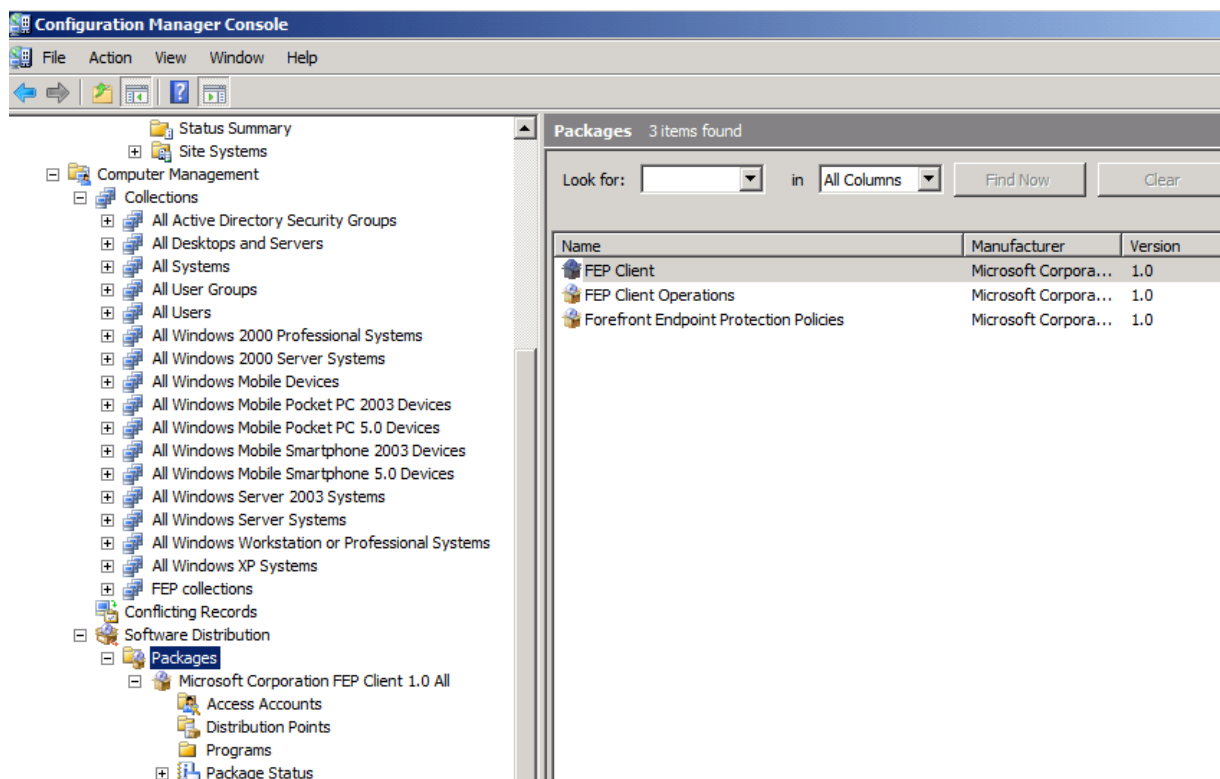 Configuration Manager Console
File Action View Window Help
Status Summary
Site Systems
Computer Management
Collections
All Active Directory Security Groups
All Desktops and Servers
All Systems
All User Groups
All Users
All Windows 2000 Professional Systems
All Windows 2000 Server Systems
All Windows Mobile Devices
All Windows Mobile Pocket PC 2003 Devices
All Windows Mobile Pocket PC 5.0 Devices
All Windows Mobile Smartphone 2003 Devices
All Windows Mobile Smartphone 5.0 Devices
All Windows Server 2003 Systems
All Windows Server Systems
All Windows Workstation or Professional Systems
All Windows XP Systems
FEP collections
Conflicting Records
Software Distribution
Packages
Microsoft Corporation FEP Client 1.0 All
Access Accounts
Distribution Points
Programs
Package Status
Packages 3 items found
Look for: in All Columns Find Now Clear
Name Manufacturer Version
FEP Client Microsoft Corpora... 1.0
FEP Client Operations Microsoft Corpora... 1.0
Forefront Endpoint Protection Policies Microsoft Corpora... 1.0